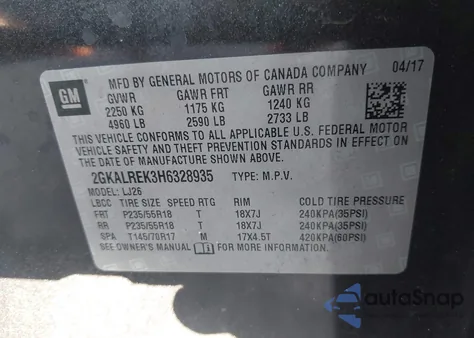 GM
MFD BY GENERAL MOTORS OF CANADA COMPANY 04/17
GVWR GAWR FRT GAWR RR
2250 KG 1175 KG 1240 KG
4960 LB 2590 LB 2733 LB
THIS VEHICLE CONFORMS TO ALL APPLICABLE U.S. FEDERAL MOTOR
VEHICLE SAFETY AND THEFT PREVENTION STANDARDS IN EFFECT ON
THE DATE OF MANUFACTURE SHOWN ABOVE.
2GKALREK3H6328935 TYPE: M.P.V.
MODEL: LJ26
LBCC TIRE SIZE SPEED RTG RIM COLD TIRE PRESSURE
FRT P235/55R18 T 18X7J 240KPA(35PSI)
RR P235/55R18 T 18X7J 240KPA(35PSI)
SPA T145/70R17 M 17X4.5T 420KPA(60PSI)
SEE OWNER'S MANUAL FOR MORE INFORMATION.
autoSnap